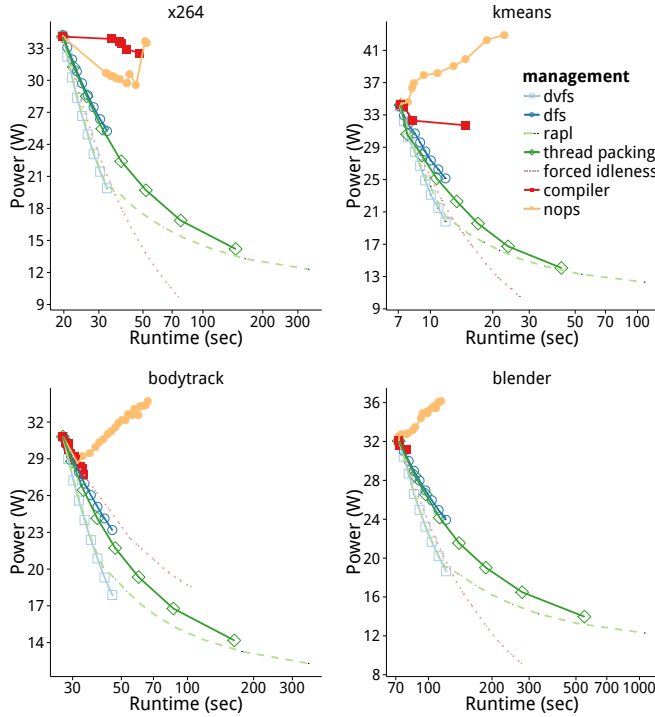 x264
Power (W)
33
30
27
24
21
18
15
12
9
20 30 50 70 100 200 300
Runtime (sec)
kmeans
Power (W)
41
37
33
29
25
21
17
13
9
7 10 20 50 100
Runtime (sec)
management
dvfs
dfs
rapl
thread packing
forced idleness
compiler
nops
bodytrack
Power (W)
32
29
26
23
20
17
14
30 50 100 200 300
Runtime (sec)
blender
Power (W)
36
32
28
24
20
16
12
8
70 100 200 500 1000
Runtime (sec)